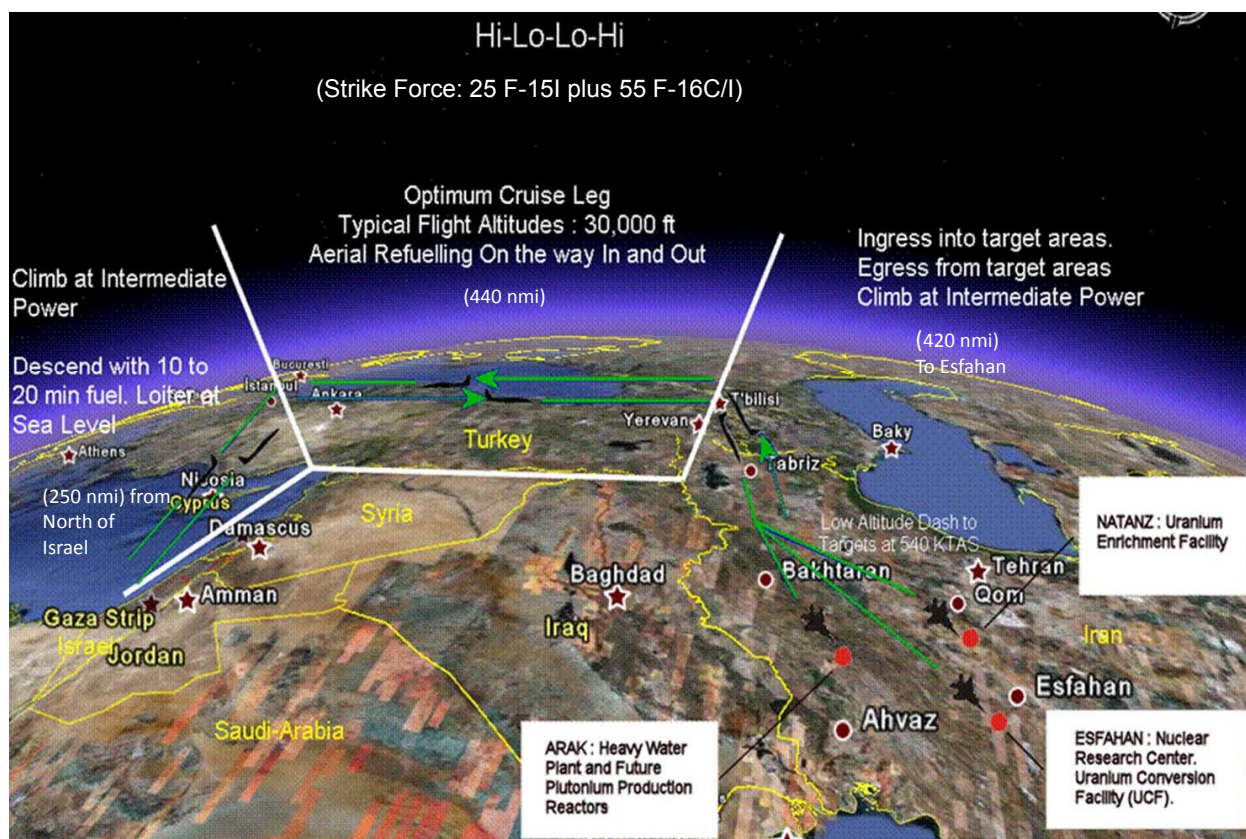 Hi-Lo-Lo-Hi
(Strike Force: 25 F-15I plus 55 F-16C/I)
Optimum Cruise Leg
Typical Flight Altitudes : 30,000 ft
Aerial Refuelling On the way In and Out
(440 nmi)
Ingress into target areas.
Egress from target areas
Climb at Intermediate Power
(420 nmi)
To Esfahan
Climb at Intermediate
Power
Descend with 10 to
20 min fuel. Loiter at
Sea Level
(250 nmi) from
North of
Israel
Bucuresti
Istanbul
Ankara
Athens
Nicosia
Cyprus
Turkey
T'bilisi
Yerevan
Baky
Tabriz
Syria
Damascus
Low Altitude Dash to
Targets at 540 KTAS
Bakhtaran
Tehran
Qom
Baghdad
Iraq
Amman
Gaza Strip
Israel
Jordan
Saudi-Arabia
Iran
Esfahan
Ahvaz
NATANZ : Uranium
Enrichment Facility
ARAK : Heavy Water
Plant and Future
Plutonium Production
Reactors
ESFAHAN : Nuclear
Research Center.
Uranium Conversion
Facility (UCF).